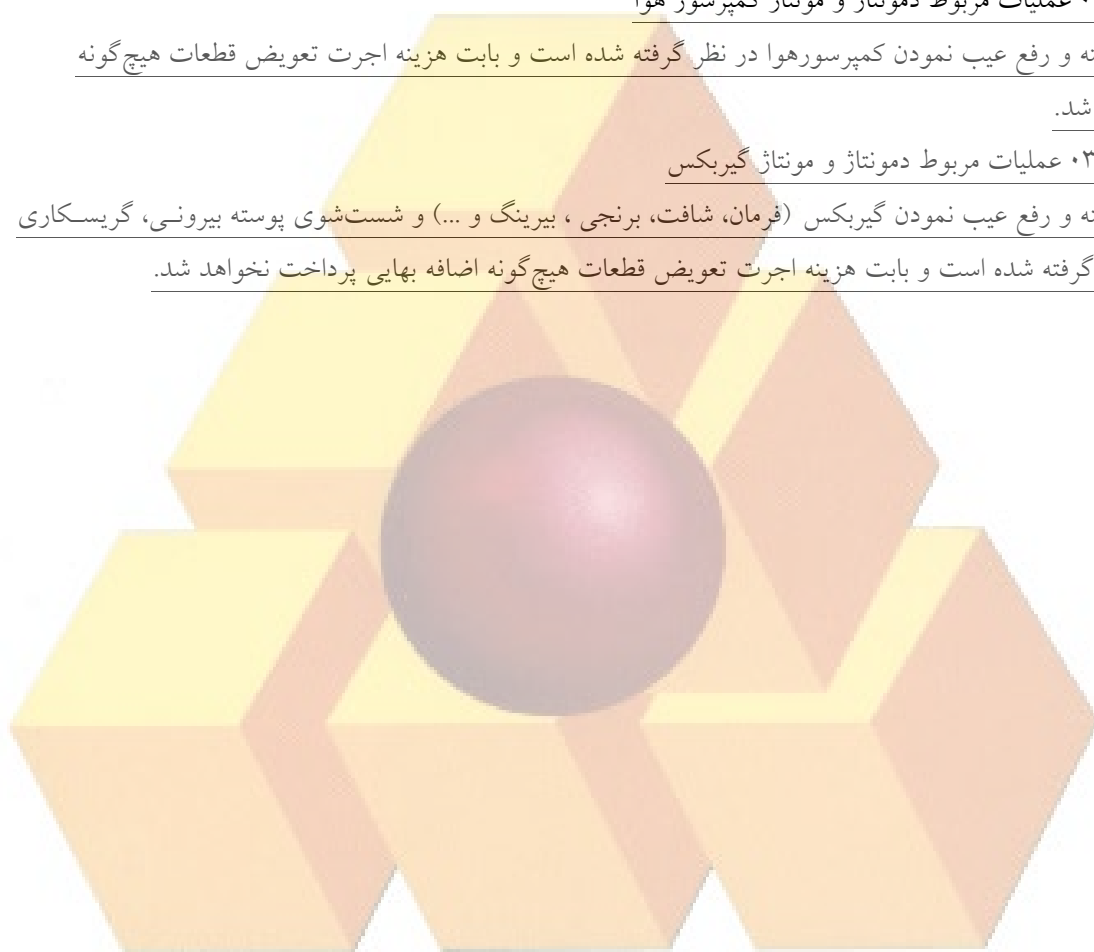 ۰ عملیات مربوط دمونتاژ و مونتاژ کمپرسور هوا
ته و رفع عیب نمودن کمپرسورهوا در نظر گرفته شده است و بابت هزینه اجرت تعویض قطعات هیچ‌گونه
شد.
۰۳ عملیات مربوط دمونتاژ و مونتاژ گیربکس
ته و رفع عیب نمودن گیربکس (فرمان، شافت، برنجی ، بیرینگ و ...) و شست‌شوی پوسته بیرونـی، گریسـکاری
گرفته شده است و بابت هزینه اجرت تعویض قطعات هیچ‌گونه اضافه بهایی پرداخت نخواهد شد.